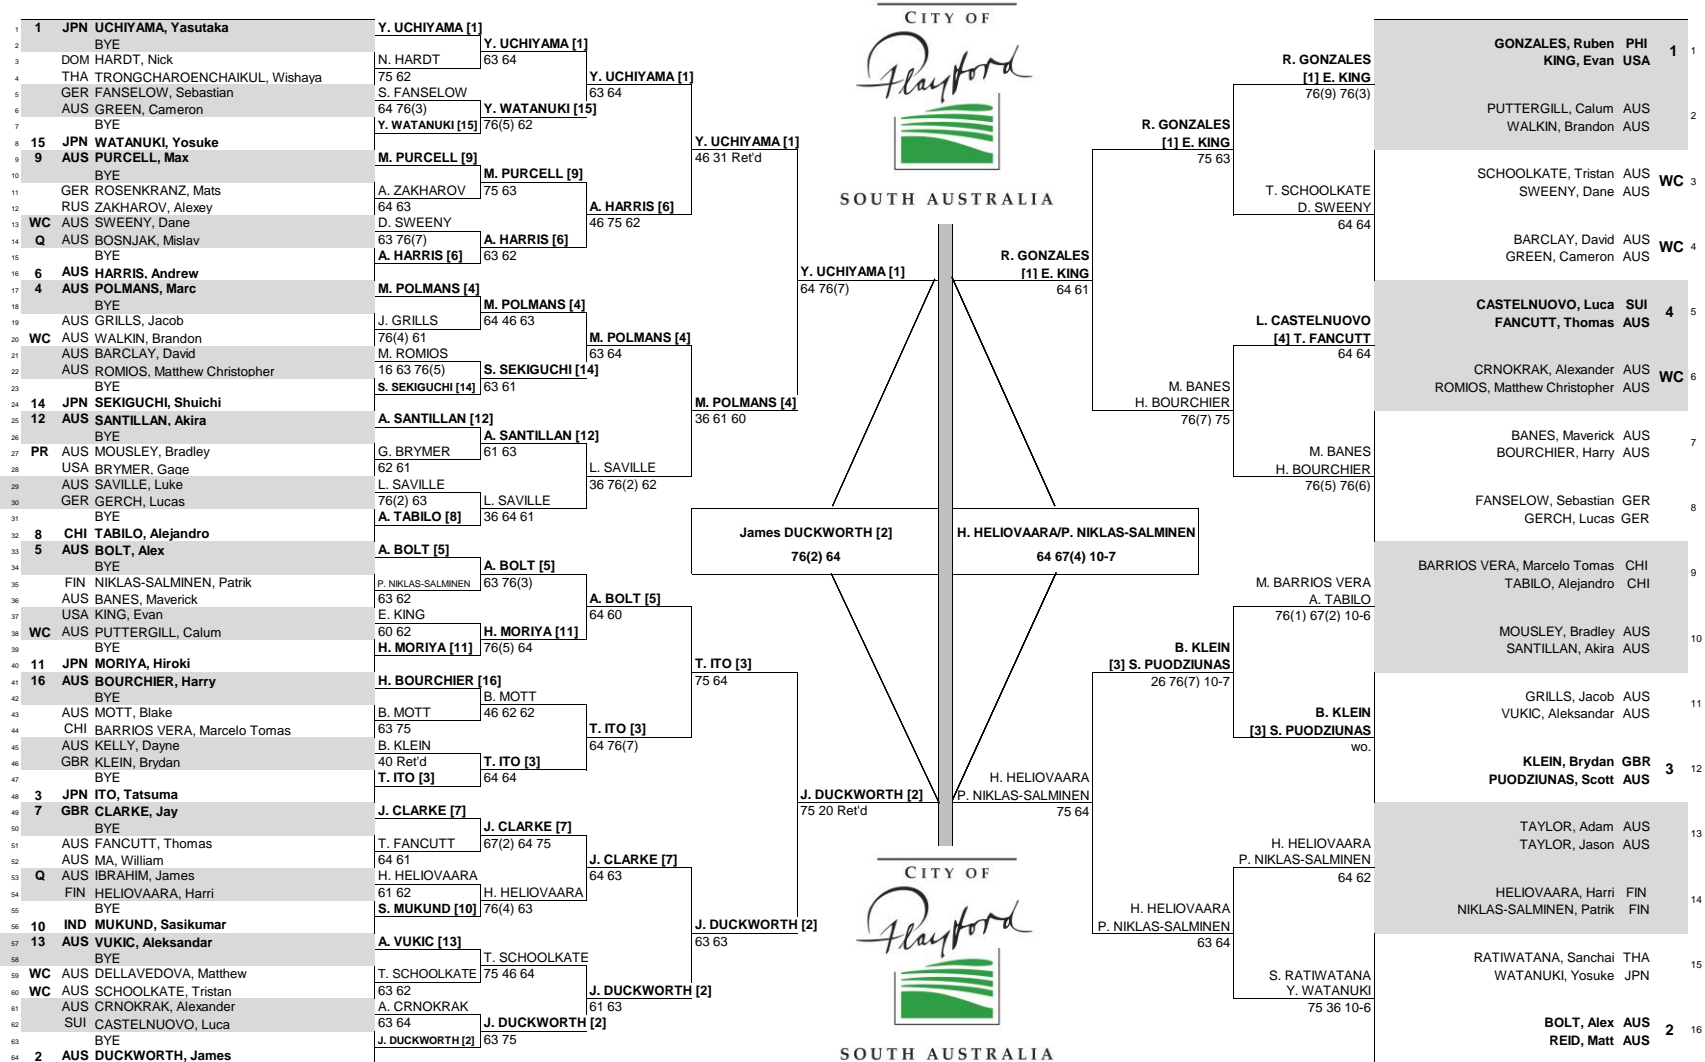 1 1 JPN UCHIYAMA, Yasutaka
2 BYE
3 DOM HARDT, Nick
4 THA TRONGCHAROENCHAIKUL, Wishaya
5 GER FANSELOW, Sebastian
6 AUS GREEN, Cameron
7 BYE
8 15 JPN WATANUKI, Yosuke
9 9 AUS PURCELL, Max
10 BYE
11 GER ROSENKRANZ, Mats
12 RUS ZAKHAROV, Alexey
13 WC AUS SWEENY, Dane
14 Q AUS BOSNJAK, Mislav
15 BYE
16 6 AUS HARRIS, Andrew
17 4 AUS POLMANS, Marc
18 BYE
19 AUS GRILLS, Jacob
20 WC AUS WALKIN, Brandon
21 AUS BARCLAY, David
22 AUS ROMIOS, Matthew Christopher
23 BYE
24 14 JPN SEKIGUCHI, Shuichi
25 12 AUS SANTILLAN, Akira
26 BYE
27 PR AUS MOUSLEY, Bradley
28 USA BRYMER, Gage
29 AUS SAVILLE, Luke
30 GER GERCH, Lucas
31 BYE
32 8 CHI TABILO, Alejandro
33 5 AUS BOLT, Alex
34 BYE
35 FIN NIKLAS-SALMINEN, Patrik
36 AUS BANES, Maverick
37 USA KING, Evan
38 WC AUS PUTTERGILL, Calum
39 BYE
40 11 JPN MORIYA, Hiroki
41 16 AUS BOURCHIER, Harry
42 BYE
43 AUS MOTT, Blake
44 CHI BARRIOS VERA, Marcelo Tomas
45 AUS KELLY, Dayne
46 GBR KLEIN, Brydan
47 BYE
48 3 JPN ITO, Tatsuma
49 7 GBR CLARKE, Jay
50 BYE
51 AUS FANCUTT, Thomas
52 AUS MA, William
53 Q AUS IBRAHIM, James
54 FIN HELIOVAARA, Harri
55 BYE
56 10 IND MUKUND, Sasikumar
57 13 AUS VUKIC, Aleksandar
58 BYE
59 WC AUS DELLAVEDOVA, Matthew
60 WC AUS SCHOOLKATE, Tristan
61 AUS CRNOKRAK, Alexander
62 SUI CASTELNUOVO, Luca
63 BYE
64 2 AUS DUCKWORTH, James
Y. UCHIYAMA [1]
N. HARDT
75 62
S. FANSELOW
64 76(3)
Y. WATANUKI [15]
M. PURCELL [9]
A. ZAKHAROV
64 63
D. SWEENY
63 76(7)
A. HARRIS [6]
M. POLMANS [4]
J. GRILLS
76(4) 61
M. ROMIOS
16 63 76(5)
S. SEKIGUCHI [14]
A. SANTILLAN [12]
G. BRYMER
62 61
L. SAVILLE
76(2) 63
A. TABILO [8]
A. BOLT [5]
P. NIKLAS-SALMINEN
63 62
E. KING
60 62
H. MORIYA [11]
H. BOURCHIER [16]
B. MOTT
63 75
B. KLEIN
40 Ret'd
T. ITO [3]
J. CLARKE [7]
T. FANCUTT
64 61
H. HELIOVAARA
61 62
S. MUKUND [10]
A. VUKIC [13]
T. SCHOOLKATE
63 62
A. CRNOKRAK
63 64
J. DUCKWORTH [2]
Y. UCHIYAMA [1]
63 64
Y. WATANUKI [15]
76(5) 62
M. PURCELL [9]
75 63
A. HARRIS [6]
63 62
M. POLMANS [4]
64 46 63
S. SEKIGUCHI [14]
63 61
A. SANTILLAN [12]
61 63
L. SAVILLE
36 64 61
A. BOLT [5]
63 76(3)
H. MORIYA [11]
76(5) 64
B. MOTT
46 62 62
T. ITO [3]
64 64
J. CLARKE [7]
67(2) 64 75
H. HELIOVAARA
76(4) 63
T. SCHOOLKATE
75 46 64
J. DUCKWORTH [2]
63 75
Y. UCHIYAMA [1]
63 64
A. HARRIS [6]
46 75 62
M. POLMANS [4]
63 64
L. SAVILLE
36 76(2) 62
A. BOLT [5]
64 60
T. ITO [3]
64 76(7)
J. CLARKE [7]
64 63
J. DUCKWORTH [2]
61 63
Y. UCHIYAMA [1]
46 31 Ret'd
M. POLMANS [4]
36 61 60
T. ITO [3]
75 64
J. DUCKWORTH [2]
63 63
Y. UCHIYAMA [1]
64 76(7)
J. DUCKWORTH [2]
75 20 Ret'd
James DUCKWORTH [2]
76(2) 64
CITY OF
Playford
SOUTH AUSTRALIA
H. HELIOVAARA/P. NIKLAS-SALMINEN
64 67(4) 10-7
CITY OF
Playford
SOUTH AUSTRALIA
R. GONZALES
[1] E. KING
64 61
H. HELIOVAARA
P. NIKLAS-SALMINEN
75 64
R. GONZALES
[1] E. KING
75 63
M. BANES
H. BOURCHIER
76(7) 75
B. KLEIN
[3] S. PUODZIUNAS
26 76(7) 10-7
H. HELIOVAARA
P. NIKLAS-SALMINEN
63 64
R. GONZALES
[1] E. KING
76(9) 76(3)
T. SCHOOLKATE
D. SWEENY
64 64
L. CASTELNUOVO
[4] T. FANCUTT
64 64
M. BANES
H. BOURCHIER
76(5) 76(6)
M. BARRIOS VERA
A. TABILO
76(1) 67(2) 10-6
B. KLEIN
[3] S. PUODZIUNAS
wo.
H. HELIOVAARA
P. NIKLAS-SALMINEN
64 62
S. RATIWATANA
Y. WATANUKI
75 36 10-6
GONZALES, Ruben PHI 1 1
KING, Evan USA
PUTTERGILL, Calum AUS 2
WALKIN, Brandon AUS
SCHOOLKATE, Tristan AUS WC 3
SWEENY, Dane AUS
BARCLAY, David AUS WC 4
GREEN, Cameron AUS
CASTELNUOVO, Luca SUI 4 5
FANCUTT, Thomas AUS
CRNOKRAK, Alexander AUS WC 6
ROMIOS, Matthew Christopher AUS
BANES, Maverick AUS 7
BOURCHIER, Harry AUS
FANSELOW, Sebastian GER 8
GERCH, Lucas GER
BARRIOS VERA, Marcelo Tomas CHI 9
TABILO, Alejandro CHI
MOUSLEY, Bradley AUS 10
SANTILLAN, Akira AUS
GRILLS, Jacob AUS 11
VUKIC, Aleksandar AUS
KLEIN, Brydan GBR 3 12
PUODZIUNAS, Scott AUS
TAYLOR, Adam AUS 13
TAYLOR, Jason AUS
HELIOVAARA, Harri FIN 14
NIKLAS-SALMINEN, Patrik FIN
RATIWATANA, Sanchai THA 15
WATANUKI, Yosuke JPN
BOLT, Alex AUS 2 16
REID, Matt AUS